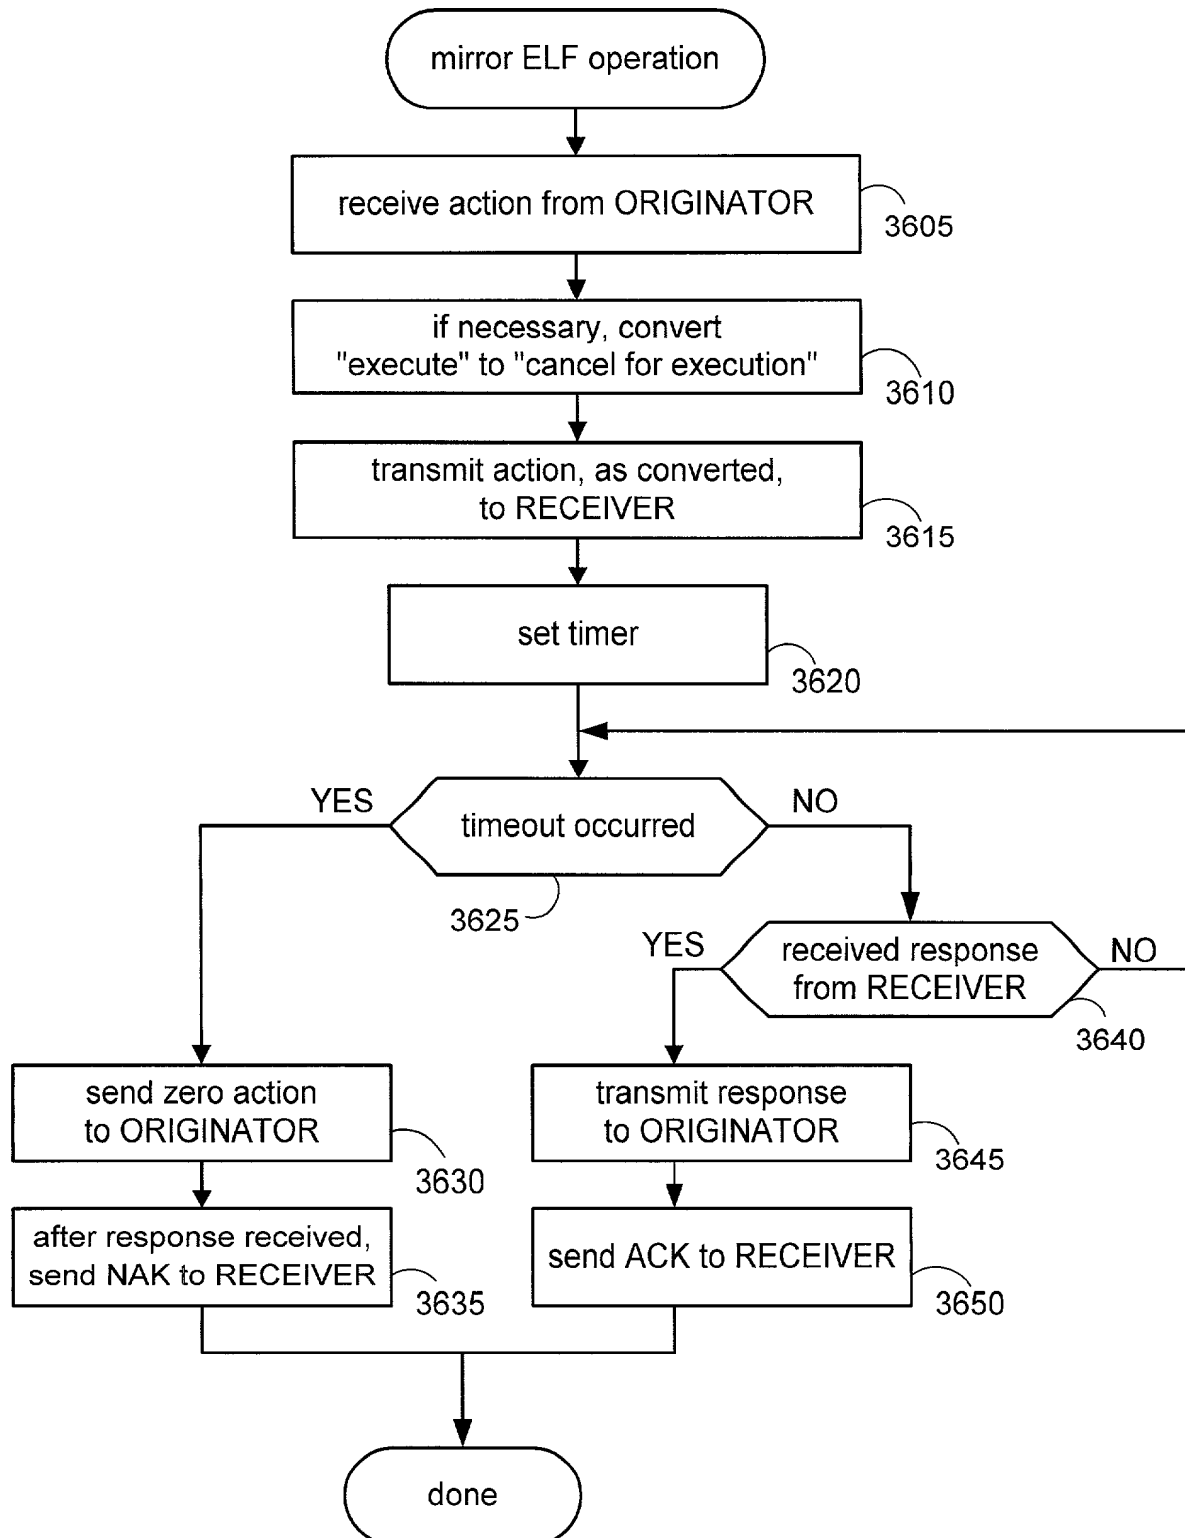 mirror ELF operation
receive action from ORIGINATOR
3605
if necessary, convert
"execute" to "cancel for execution"
3610
transmit action, as converted,
to RECEIVER
3615
set timer
3620
YES
NO
timeout occurred
3625
YES
received response
from RECEIVER
NO
3640
send zero action
to ORIGINATOR
3630
transmit response
to ORIGINATOR
3645
after response received,
send NAK to RECEIVER
3635
send ACK to RECEIVER
3650
done